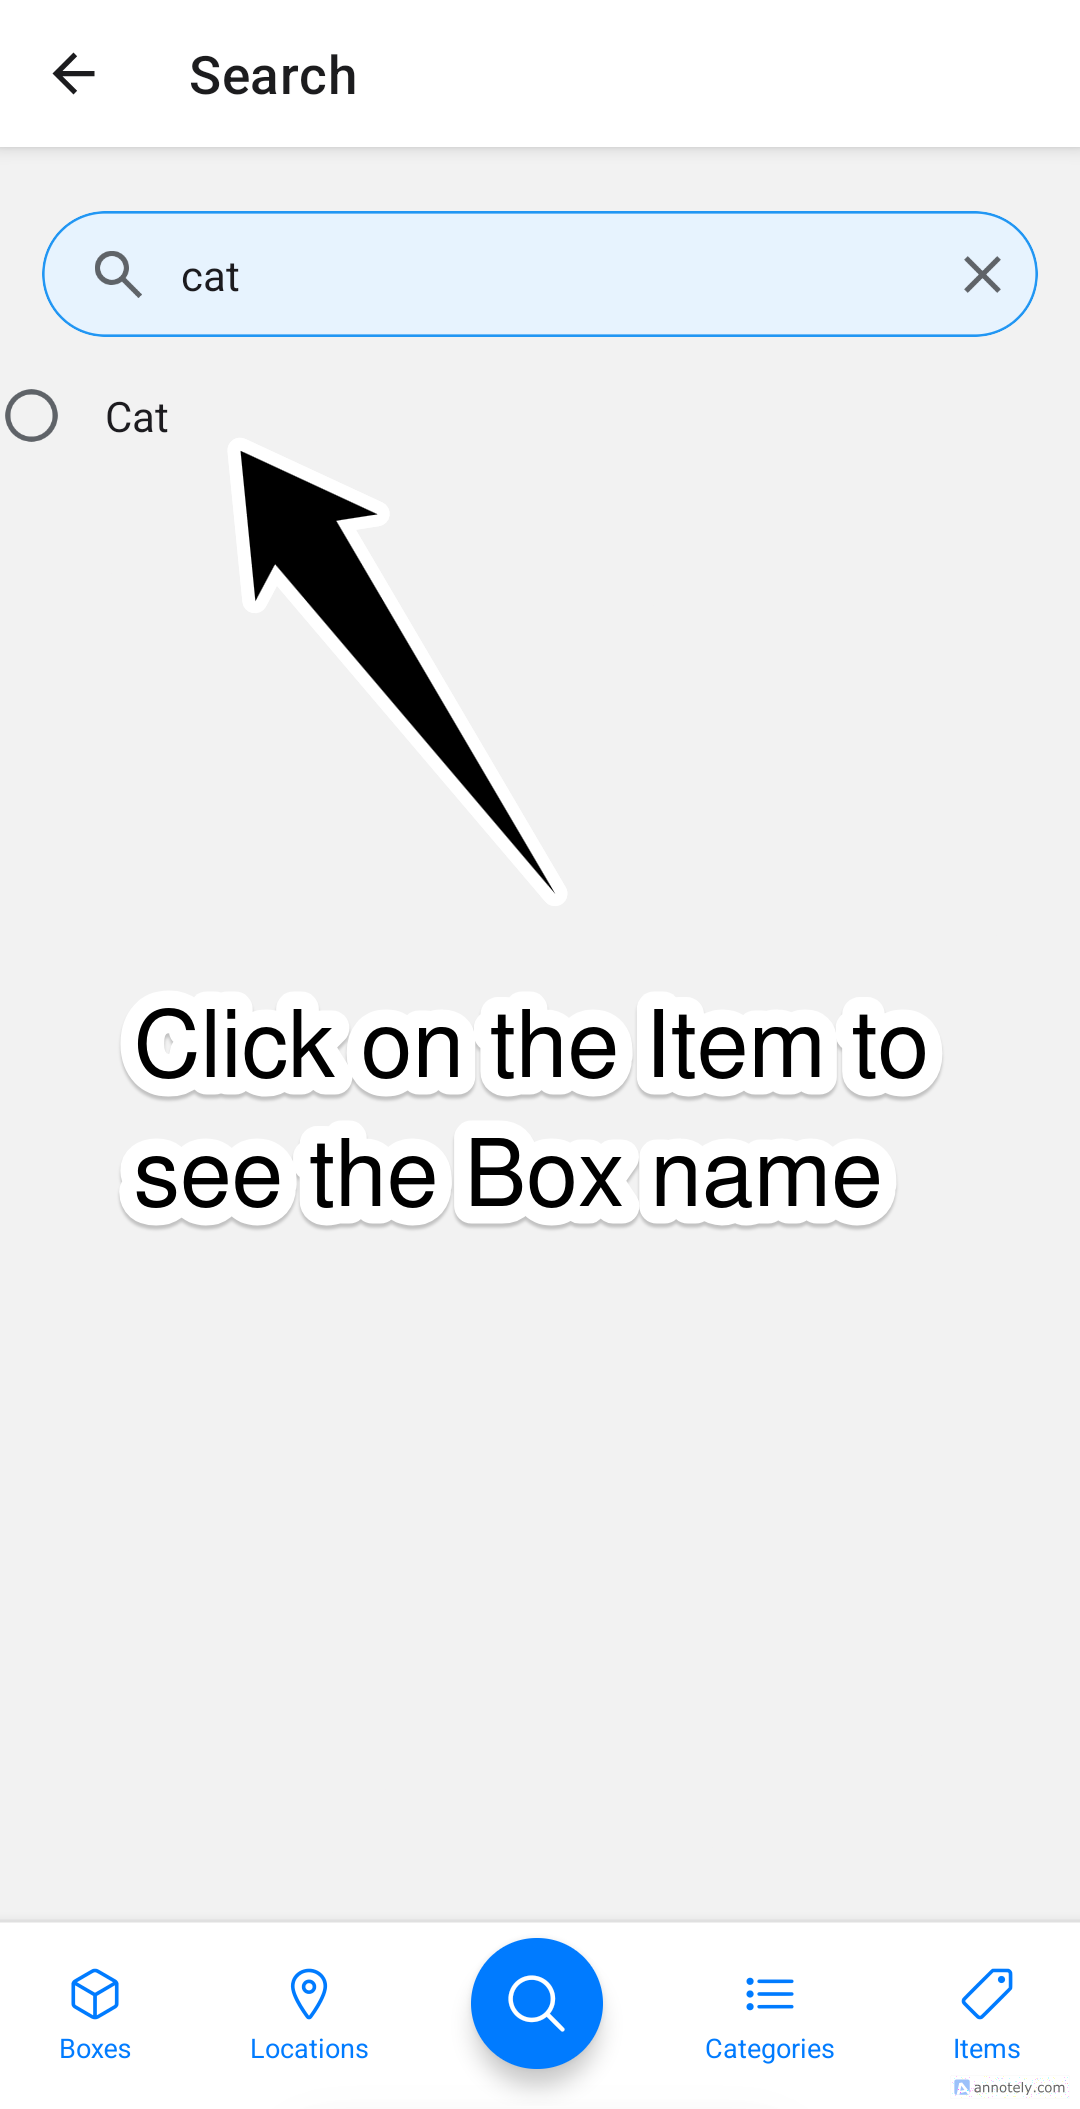 Search
cat
Cat
Click on the Item to
see the Box name
Boxes
Locations
Categories
Items
annotely.com